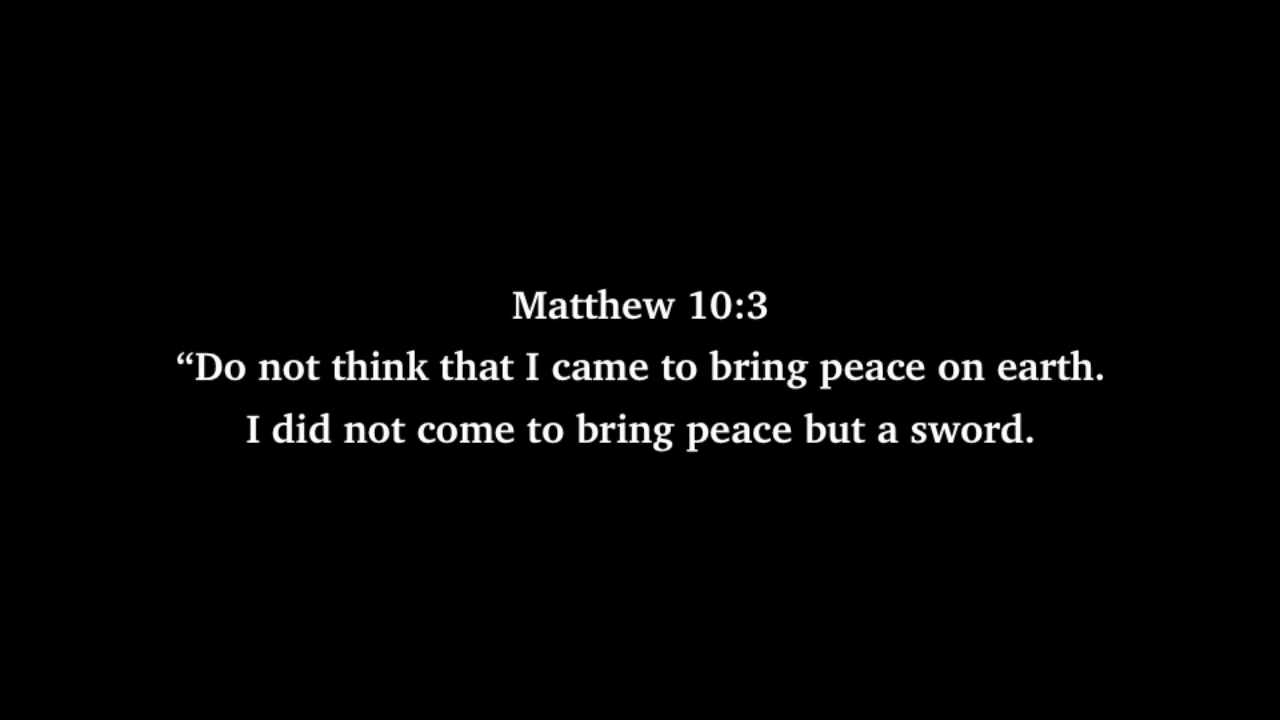 Matthew 10:3
“Do not think that I came to bring peace on earth.
I did not come to bring peace but a sword.